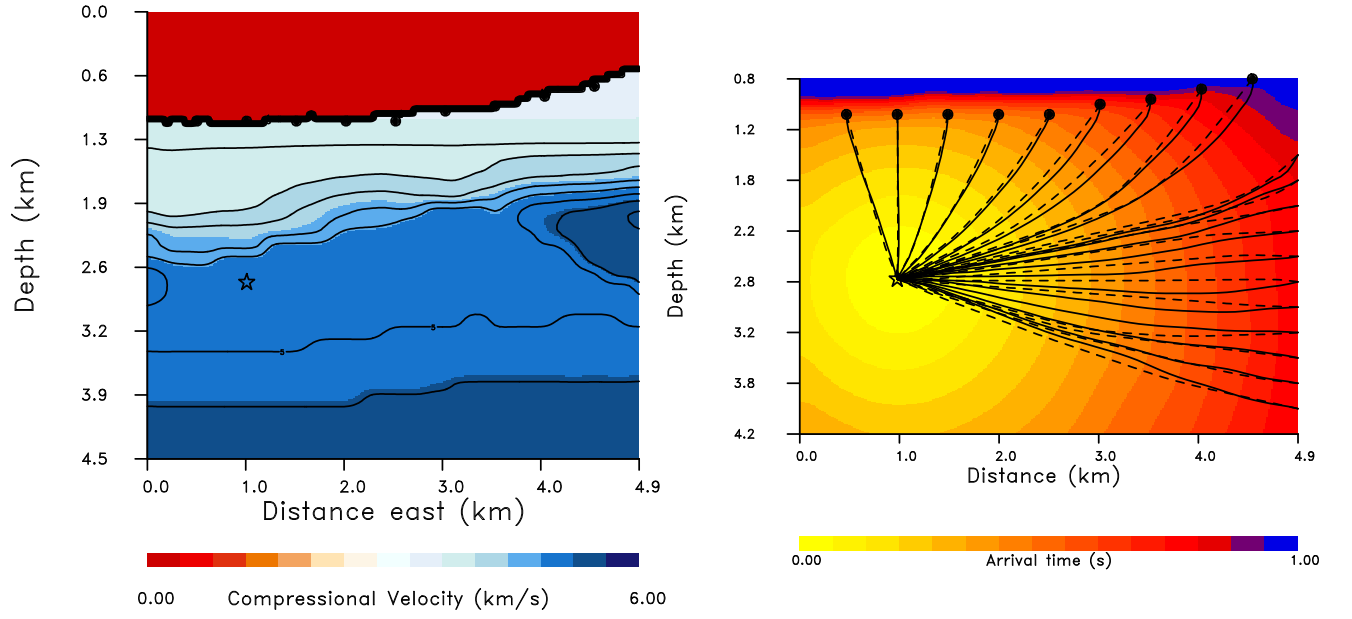 0.0
0.6
1.3
1.9
2.6
3.2
3.9
4.5
Depth (km)
5
5
0.0 1.0 2.0 3.0 4.0 4.9
Distance east (km)
0.00 Compressional Velocity (km/s) 6.00
0.8
1.2
1.8
2.2
2.8
3.2
3.8
4.2
Depth (km)
0.0 1.0 2.0 3.0 4.0 4.9
Distance (km)
0.00 Arrival time (s) 1.00